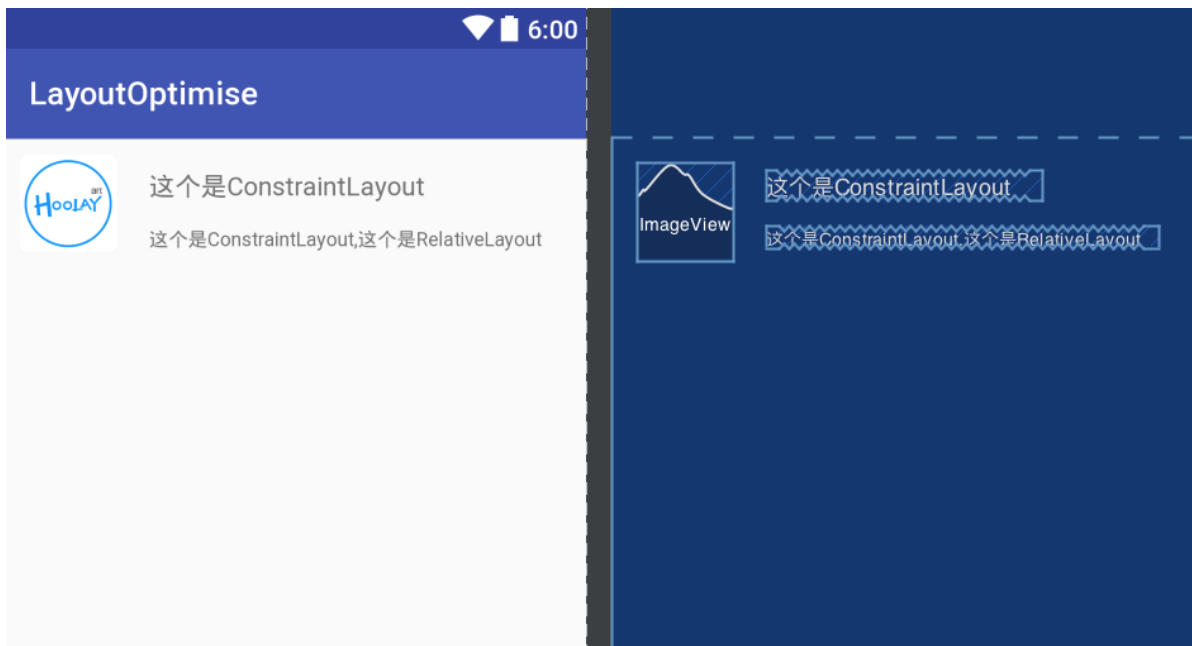 6:00
LayoutOptimise
art
HOOLAY
这个是ConstraintLayout
这个是ConstraintLayout,这个是RelativeLayout
ImageView
这个是ConstraintLayout
这个是ConstraintLayout,这个是RelativeLayout